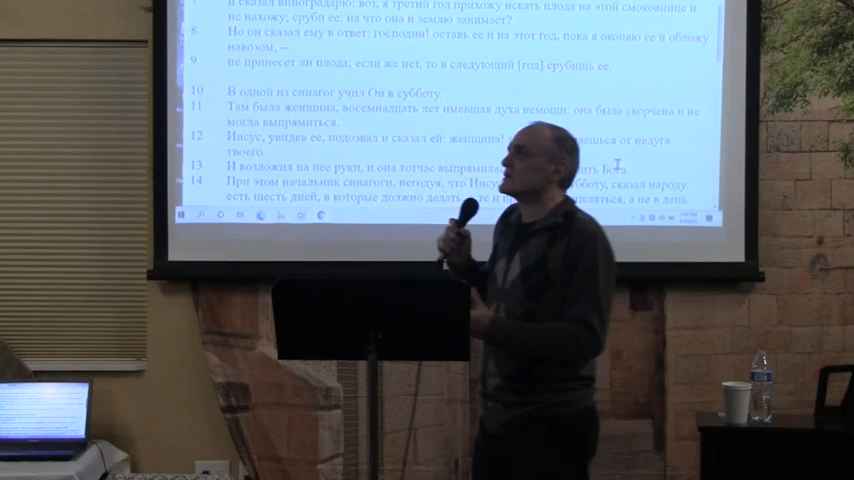 7 и сказал виноградарю: вот, я третий год прихожу искать плода на этой смоковнице и
не нахожу; сруби ее: на что она и землю занимает?
8 Но он сказал ему в ответ: господин! оставь ее и на этот год, пока я окопаю ее и обложу
навозом, --
9 не принесет ли плода; если же нет, то в следующий [год] срубишь ее.
10 В одной из синагог учил Он в субботу.
11 Там была женщина, восемнадцать лет имевшая духа немощи: она была скорчена и не
могла выпрямиться.
12 Иисус, увидев ее, подозвал и сказал ей: женщина! от недуга
твоего.
13 И возложил на нее руки, и она тотчас Бога.
14 При этом начальник синагоги, негодуя, что сказал народу:
есть шесть дней, в которые должно а не в день